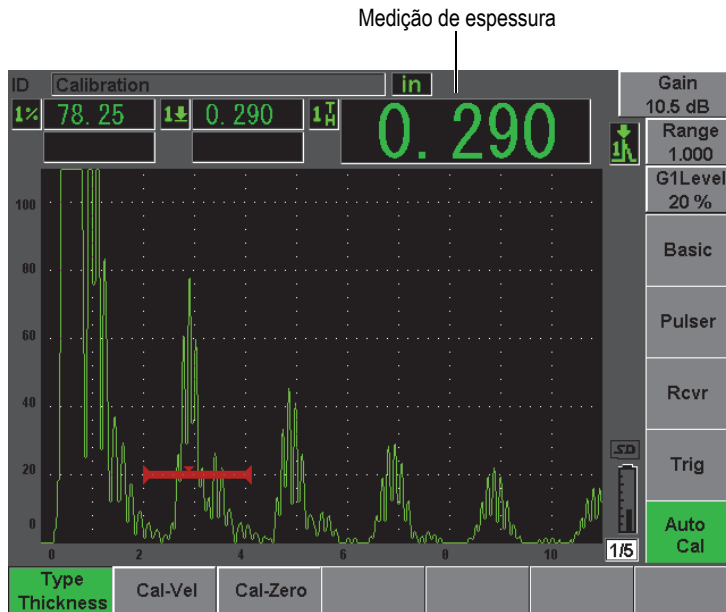 Medição de espessura
ID Calibration in
Gain
10.5 dB
1% 78.25 1 0.290 1TH 0.290
Range
1.000
1
G1Level
20 %
100
80
60
40
20
0
Basic
Pulser
Rcvr
Trig
SD
Auto
Cal
1/5
0 2 4 6 8 10
Type
Thickness
Cal-Vel
Cal-Zero